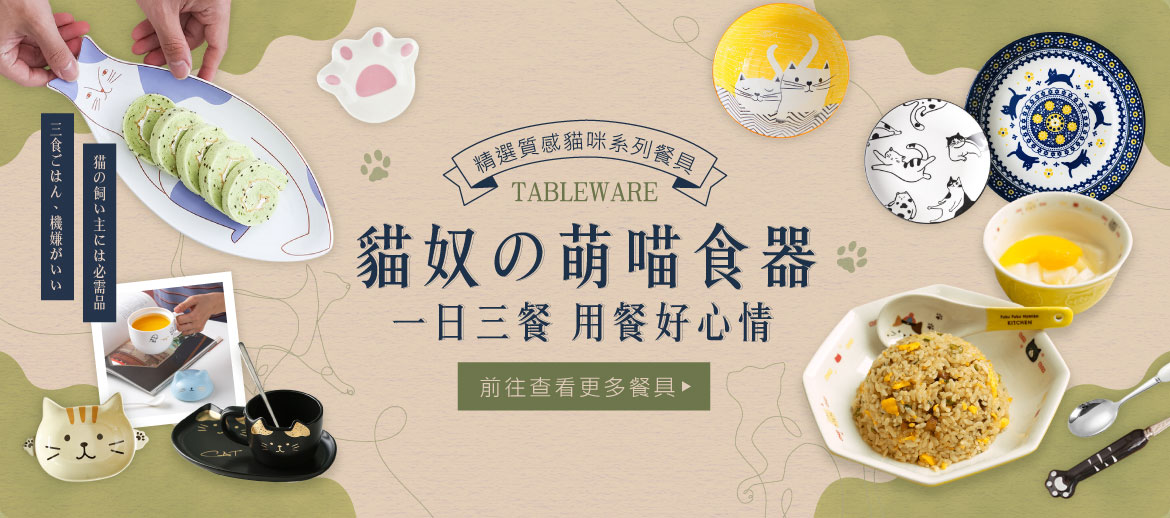 三食ごはん、機嫌がいい
猫の飼い主には必需品
精選質感貓咪系列餐具
TABLEWARE
貓奴の萌喵食器
一日三餐 用餐好心情
前往查看更多餐具
CAT
KITCHEN